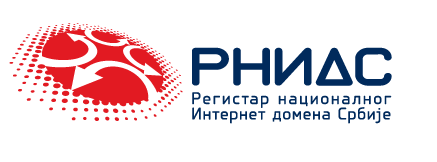 РНИДС
Регистар националног
Интернет домена Србије